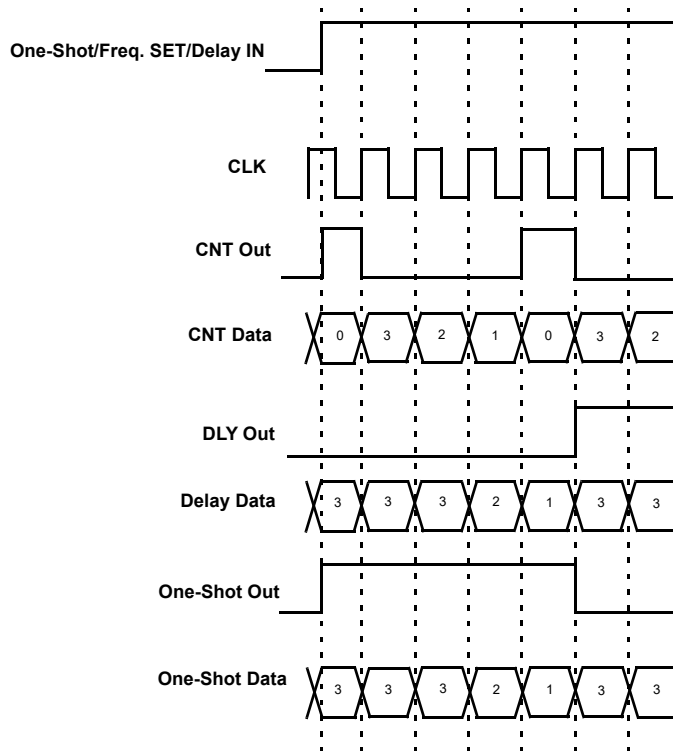 One-Shot/Freq. SET/Delay IN
CLK
CNT Out
CNT Data 0 3 2 1 0 3 2
DLY Out
Delay Data 3 3 3 2 1 3 3
One-Shot Out
One-Shot Data 3 3 3 2 1 3 3